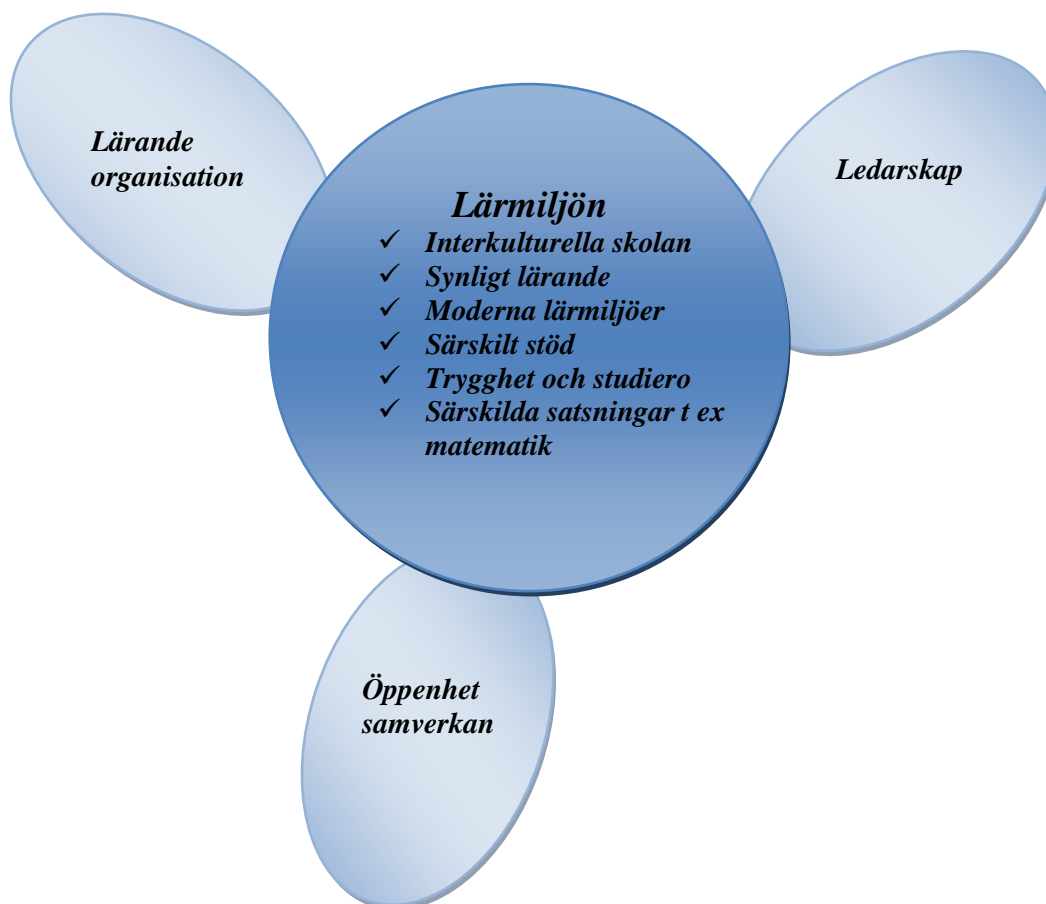 Lärande
organisation
Ledarskap
Lärmiljön
✓ Interkulturella skolan
✓ Synligt lärande
✓ Moderna lärmiljöer
✓ Särskilt stöd
✓ Trygghet och studiero
✓ Särskilda satsningar t ex
matematik
Öppenhet
samverkan